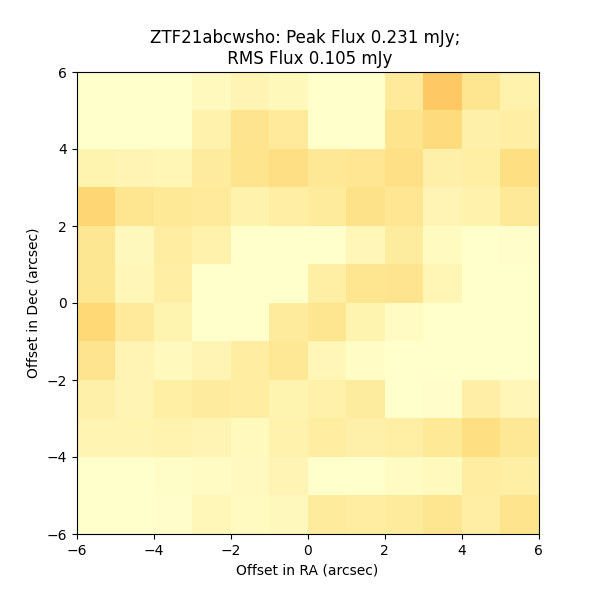 ZTF21abcwsho: Peak Flux 0.231 mJy;
RMS Flux 0.105 mJy
6
4
2
0
−2
−4
−6
Offset in Dec (arcsec)
−6 −4 −2 0 2 4 6
Offset in RA (arcsec)